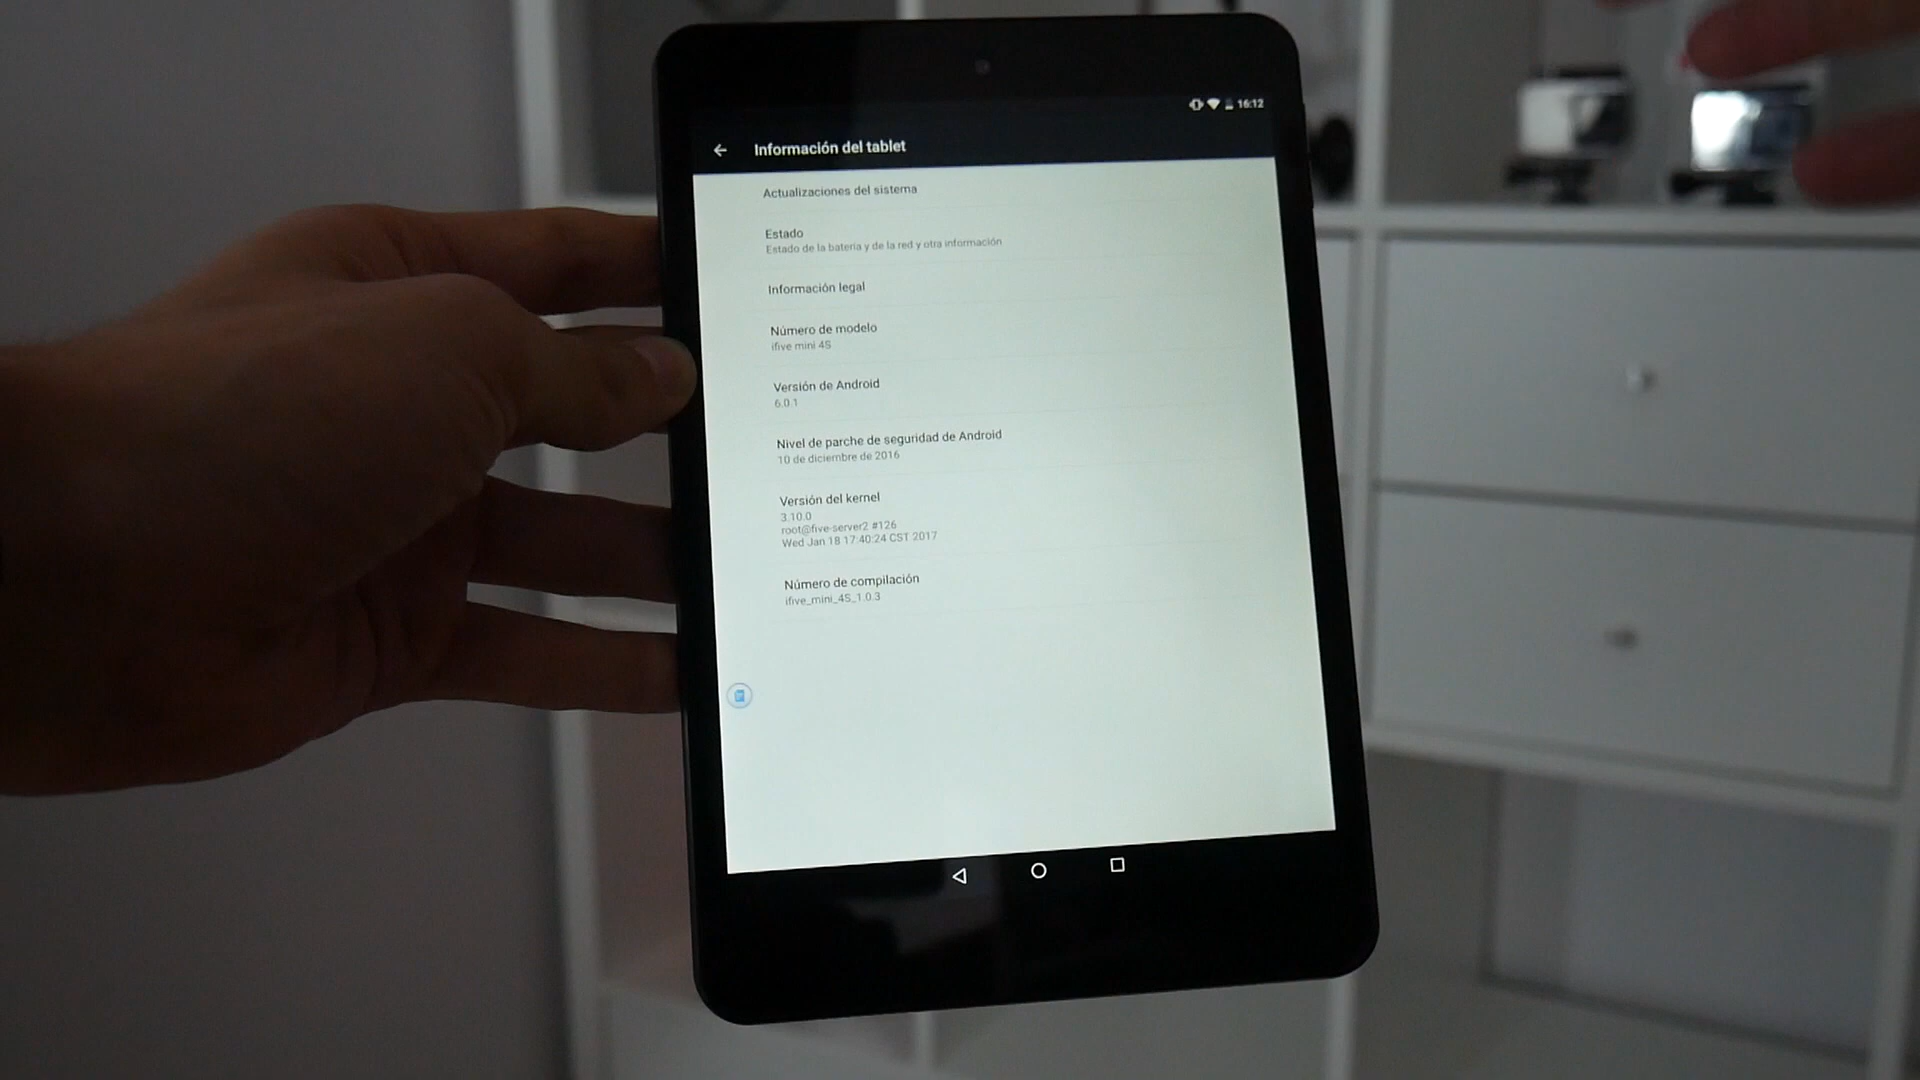 16:12
Información del tablet
Actualizaciones del sistema
Estado
Estado de la batería y de la red y otra información
Información legal
Número de modelo
ifive mini 4S
Versión de Android
6.0.1
Nivel de parche de seguridad de Android
10 de diciembre de 2016
Versión del kernel
3.10.0
root@five-server2 #126
Wed Jan 18 17:40:24 CST 2017
Número de compilación
ifive_mini_4S_1.0.3